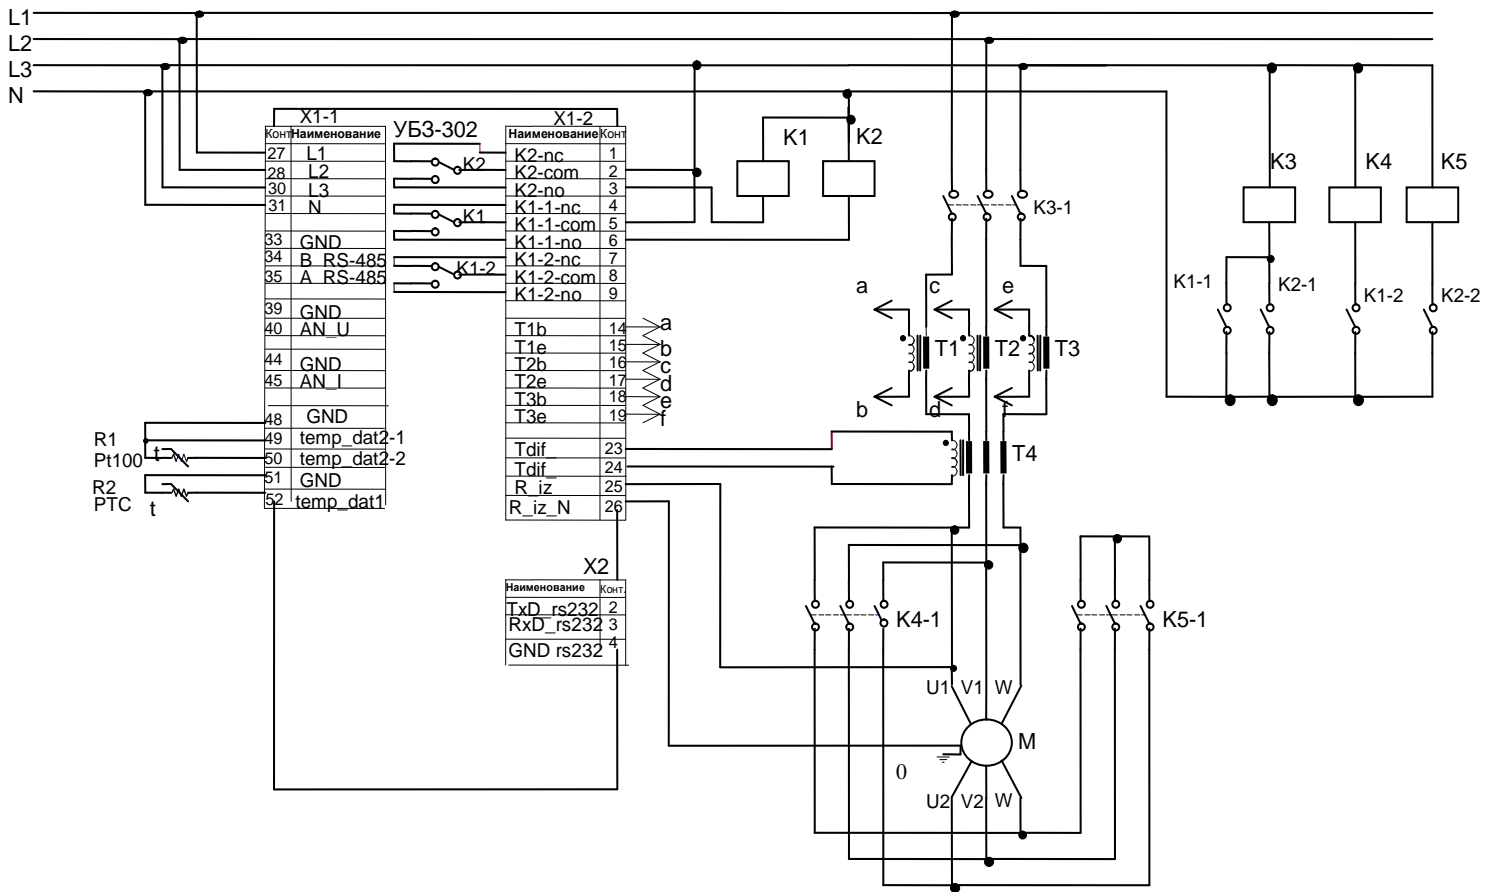 L1
L2
L3
N
X1-1
Конт Наименование
27 L1
28 L2
30 L3
31 N
33 GND
34 B RS-485
35 A RS-485
39 GND
40 AN_U
44 GND
45 AN_I
48 GND
49 temp_dat2-1
50 temp_dat2-2
51 GND
52 temp_dat1
R1
Pt100 t
R2
PTC t
УБЗ-302
K2
K1
K1-2
X1-2
Наименование Конт
K2-nc 1
K2-com 2
K2-no 3
K1-1-nc 4
K1-1-com 5
K1-1-no 6
K1-2-nc 7
K1-2-com 8
K1-2-no 9
T1b 14 a
T1e 15 b
T2b 16 c
T2e 17 d
T3b 18 e
T3e 19 f
Tdif_ 23
Tdif_ 24
R_iz 25
R_iz_N 26
X2
Наименование Конт.
TxD_rs232 2
RxD_rs232 3
GND rs232 4
K1 K2
K3-1
a c e
T1 T2 T3
b d f
T4
K4-1
K5-1
U1 V1 W
M
0
U2 V2 W
K3 K4 K5
K1-1 K2-1 K1-2 K2-2